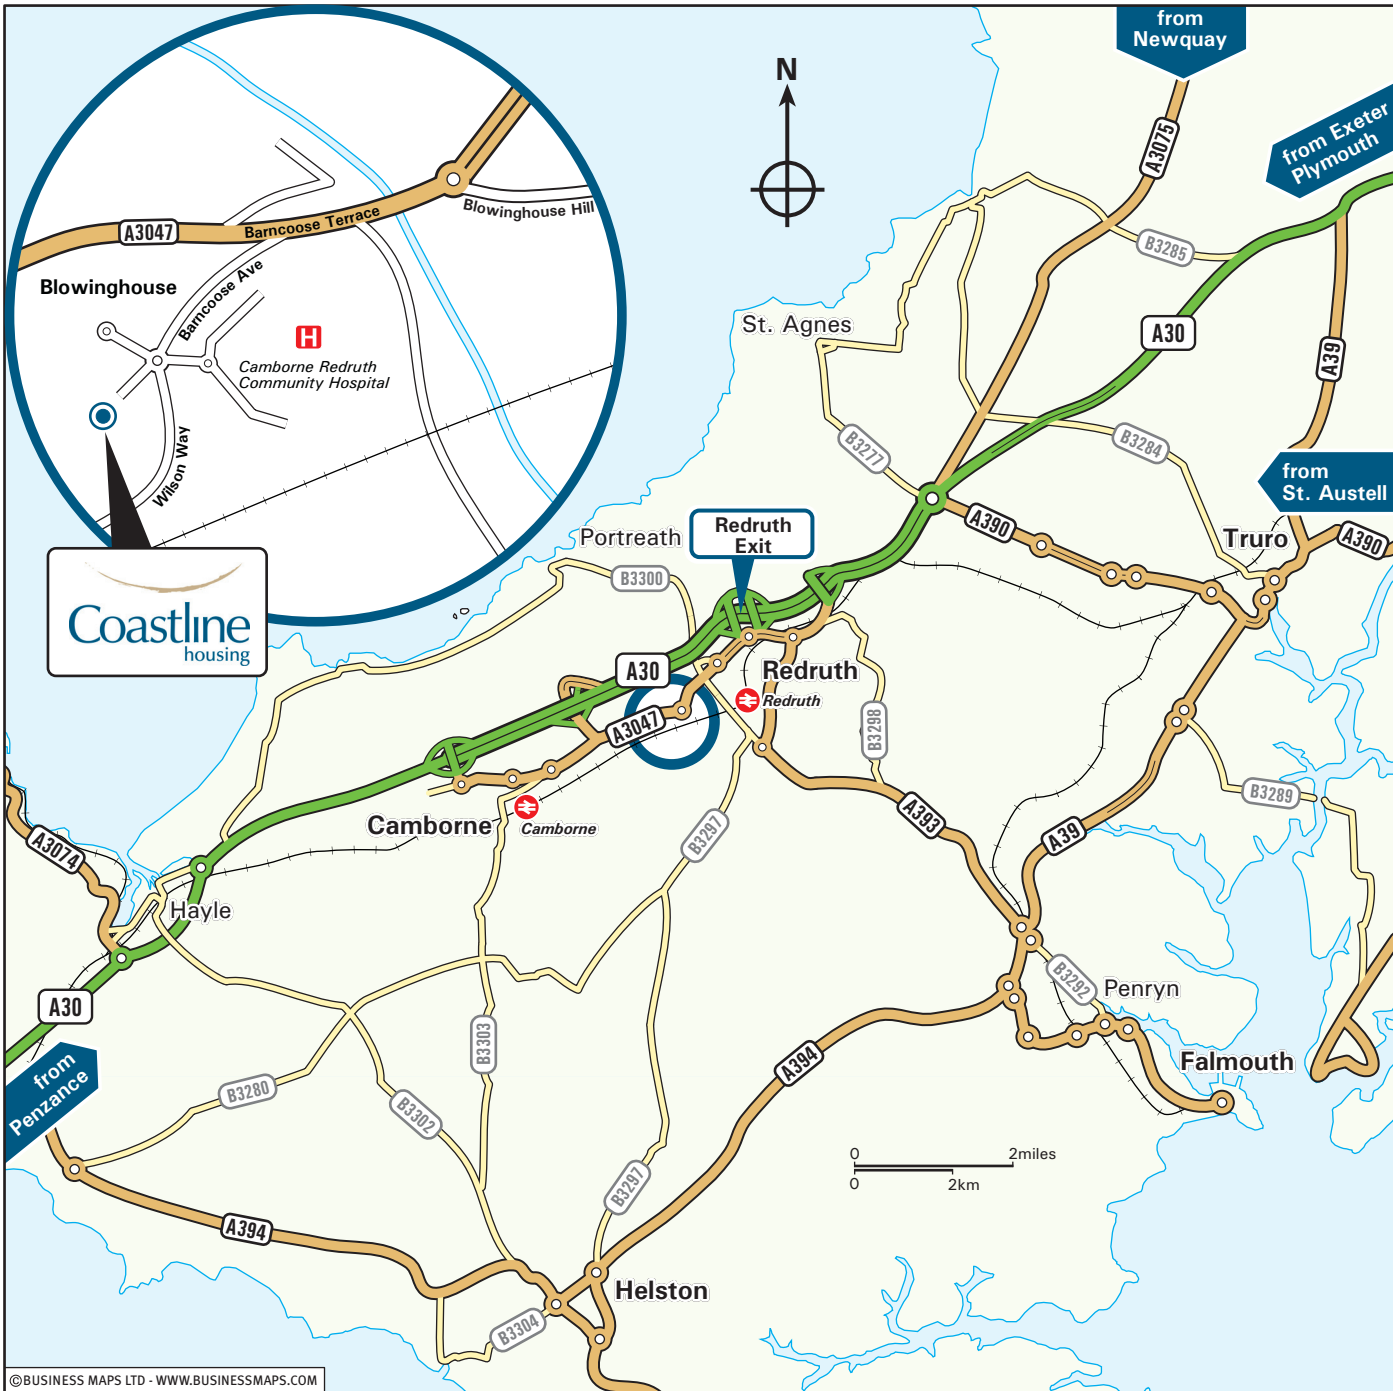 from
Newquay
N
A3075
from Exeter
Plymouth
Blowinghouse Hill
Barncoose Terrace
A3047
B3285
Blowinghouse
Barncoose Ave
St. Agnes
A30
A39
H
Camborne Redruth
Community Hospital
B3277
B3284
Wilson Way
from
St. Austell
A390
Truro
A390
Portreath
Redruth
Exit
B3300
Coastline
housing
A30
Redruth
Redruth
A3047
B3298
B3289
A393
A39
Camborne
Camborne
B3297
A3074
Hayle
B3292
Penryn
A30
from
Penzance
B3303
A394
Falmouth
B3280
B3302
0
2miles
0
2km
B3297
A394
Helston
B3304
©BUSINESS MAPS LTD - WWW.BUSINESSMAPS.COM